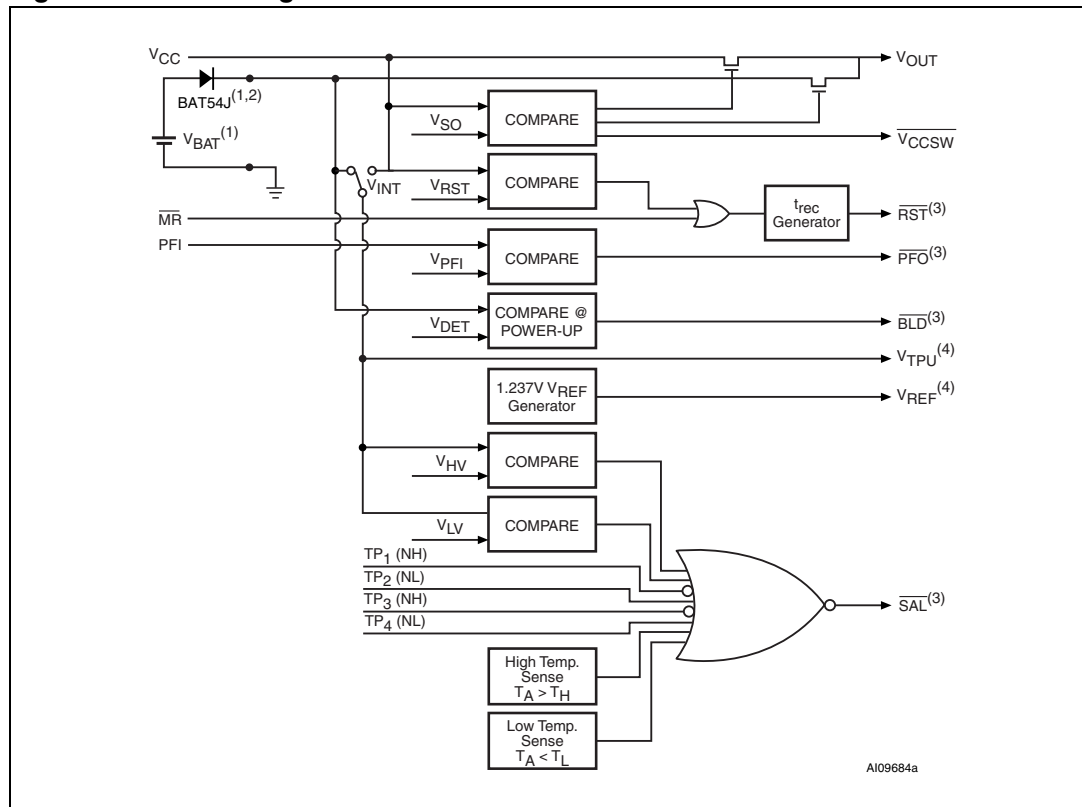 VCC
VOUT
BAT54J(1,2)
VBAT(1)
VSO
COMPARE
VCCSW
VINT
VRST
COMPARE
trec
Generator
RST(3)
MR
PFI
VPFI
COMPARE
PFO(3)
VDET
COMPARE @
POWER-UP
BLD(3)
VTPU(4)
1.237V VREF
Generator
VREF(4)
VHV
COMPARE
VLV
COMPARE
TP1 (NH)
TP2 (NL)
TP3 (NH)
TP4 (NL)
SAL(3)
High Temp.
Sense
TA > TH
Low Temp.
Sense
TA < TL
AI09684a